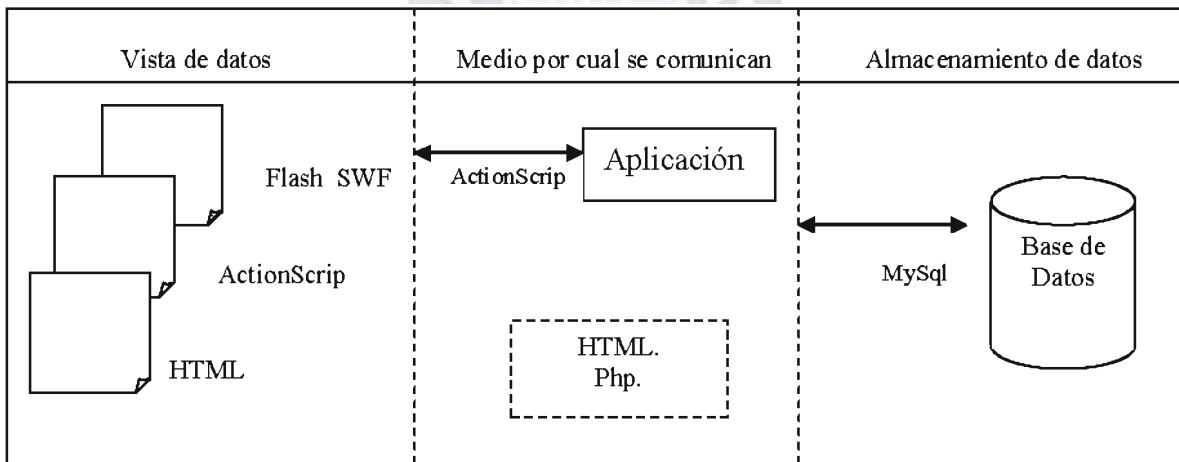 Vista de datos
Medio por cual se comunican
Almacenamiento de datos
Flash SWF
ActionScrip
HTML
ActionScrip
Aplicación
HTML.
Php.
MySql
Base de
Datos